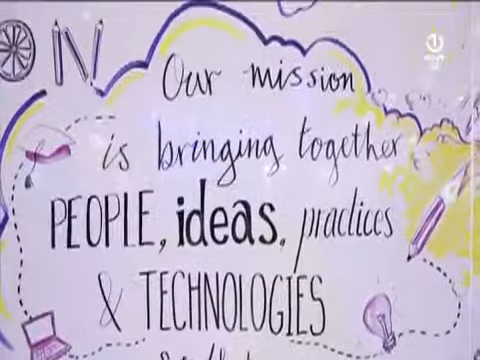 Our mission
is bringing together
PEOPLE, ideas, practices
& TECHNOLOGIES